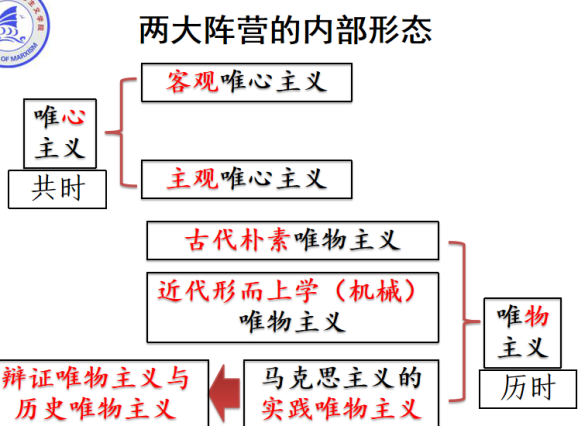 两大阵营的内部形态
OF MARXISM
客观唯心主义
唯心
主义
共时
主观唯心主义
古代朴素唯物主义
近代形而上学（机械）
唯物主义
唯物
主义
历时
马克思主义的
实践唯物主义
辩证唯物主义与
历史唯物主义